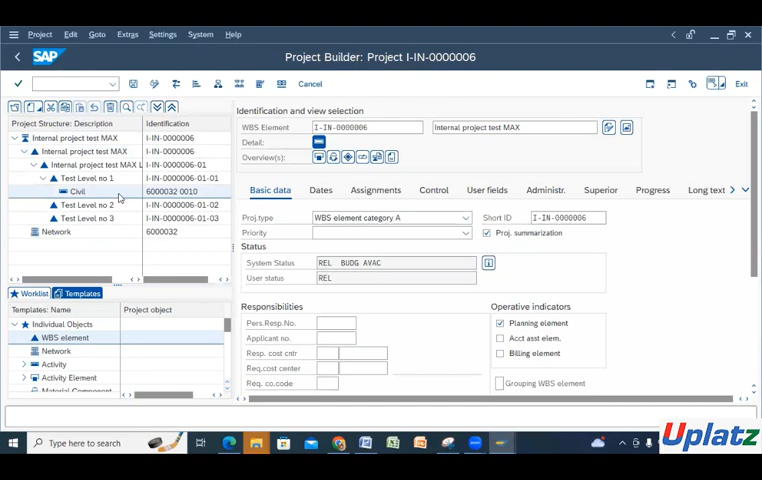 Project Edit Goto Extras Settings System Help
SAP Project Builder: Project I-IN-0000006
Cancel Exit
Project Structure: Description Identification
Internal project test MAX I-IN-0000006
Internal project test MAX I-IN-0000006
Internal project test MAX L I-IN-0000006-01
Test Level no 1 I-IN-0000006-01-01
Civil 6000032 0010
Test Level no 2 I-IN-0000006-01-02
Test Level no 3 I-IN-0000006-01-03
Network 6000032
Worklist Templates
Templates: Name Project object
Individual Objects
WBS element
Network
Activity
Activity Element
Material Component
Identification and view selection
WBS Element I-IN-0000006 Internal project test MAX
Detail:
Overview(s):
Basic data Dates Assignments Control User fields Administr. Superior Progress Long text
Proj.type WBS element category A Short ID I-IN-0000006
Priority Proj. summarization
Status
System Status REL BUDG AVAC
User status REL
Responsibilities Operative indicators
Pers.Resp.No. Planning element
Applicant no. Acct asst elem.
Resp. cost cntr Billing element
Req.cost center
Req. co.code Grouping WBS element
Type here to search
Uplatz